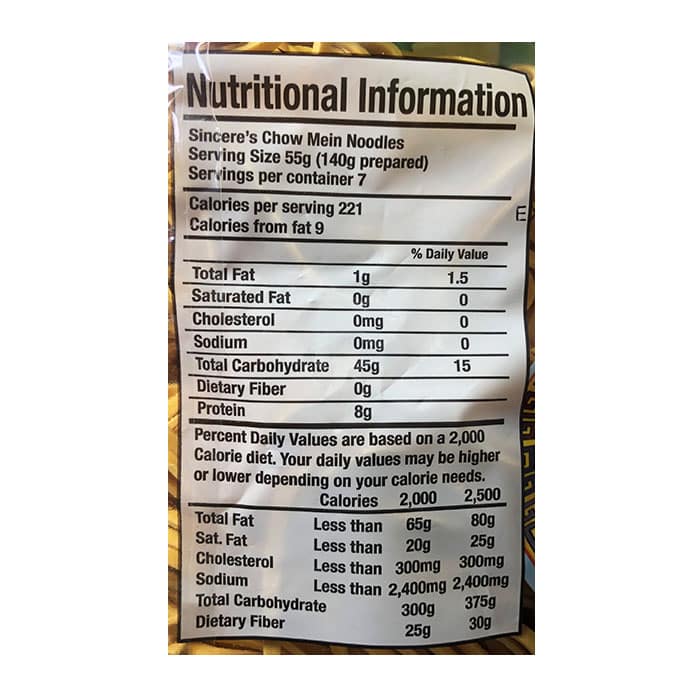 Nutritional Information
Sincere's Chow Mein Noodles
Serving Size 55g (140g prepared)
Servings per container 7
Calories per serving 221
Calories from fat 9
E
% Daily Value
Total Fat 1g 1.5
Saturated Fat 0g 0
Cholesterol 0mg 0
Sodium 0mg 0
Total Carbohydrate 45g 15
Dietary Fiber 0g
Protein 8g
Percent Daily Values are based on a 2,000
Calorie diet. Your daily values may be higher
or lower depending on your calorie needs.
Calories 2,000 2,500
Total Fat Less than 65g 80g
Sat. Fat Less than 20g 25g
Cholesterol Less than 300mg 300mg
Sodium Less than 2,400mg 2,400mg
Total Carbohydrate 300g 375g
Dietary Fiber 25g 30g